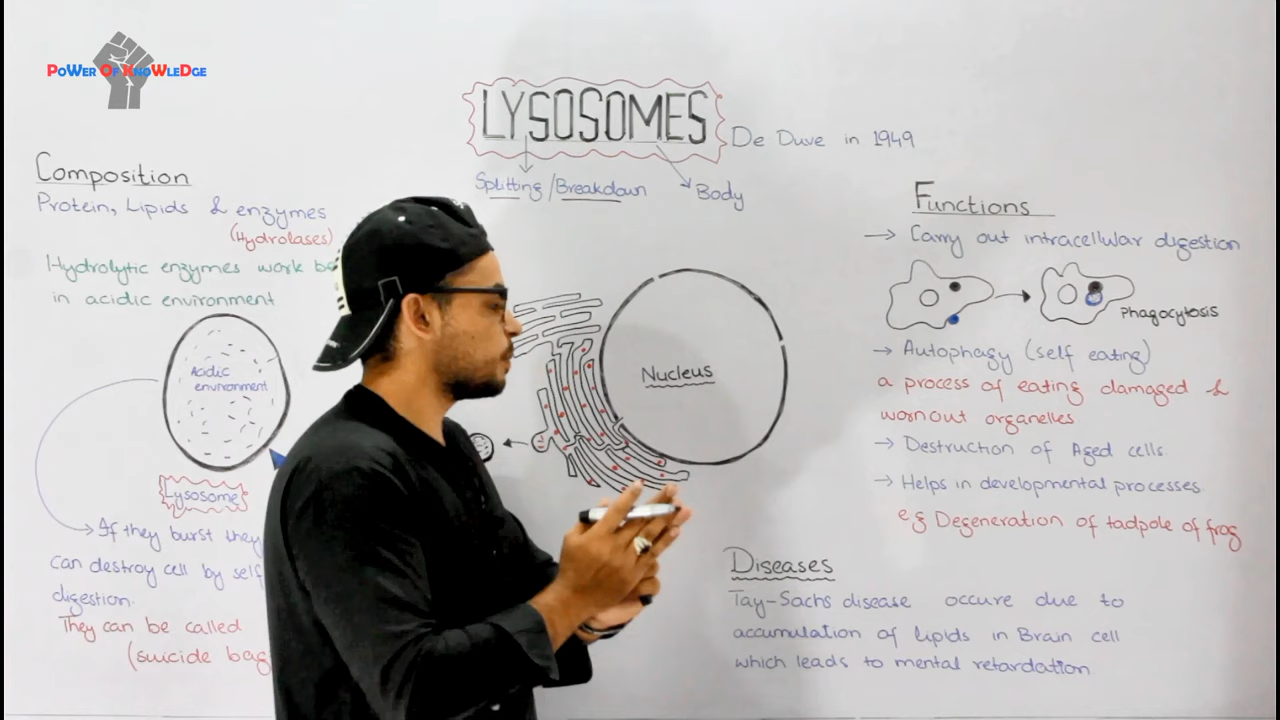 PoWer Of KnoWleDge
LYSOSOMES
De Duve in 1949
Splitting/Breakdown
Body
Composition
Protein, Lipids & enzymes
(Hydrolases)
Hydrolytic enzymes work
in acidic environment
Acidic
environment
Lysosome
If they burst they
can destroy cell by self
digestion.
They can be called
(suicide bag
Nucleus
Functions
→ Carry out intracellular digestion
Phagocytosis
→ Autophagy (self eating)
a process of eating damaged &
wornout organelles
→ Destruction of Aged cells
→ Helps in developmental processes
eg Degeneration of tadpole of frog
Diseases
Tay-Sachs disease occure due to
accumulation of lipids in Brain cell
which leads to mental retardation